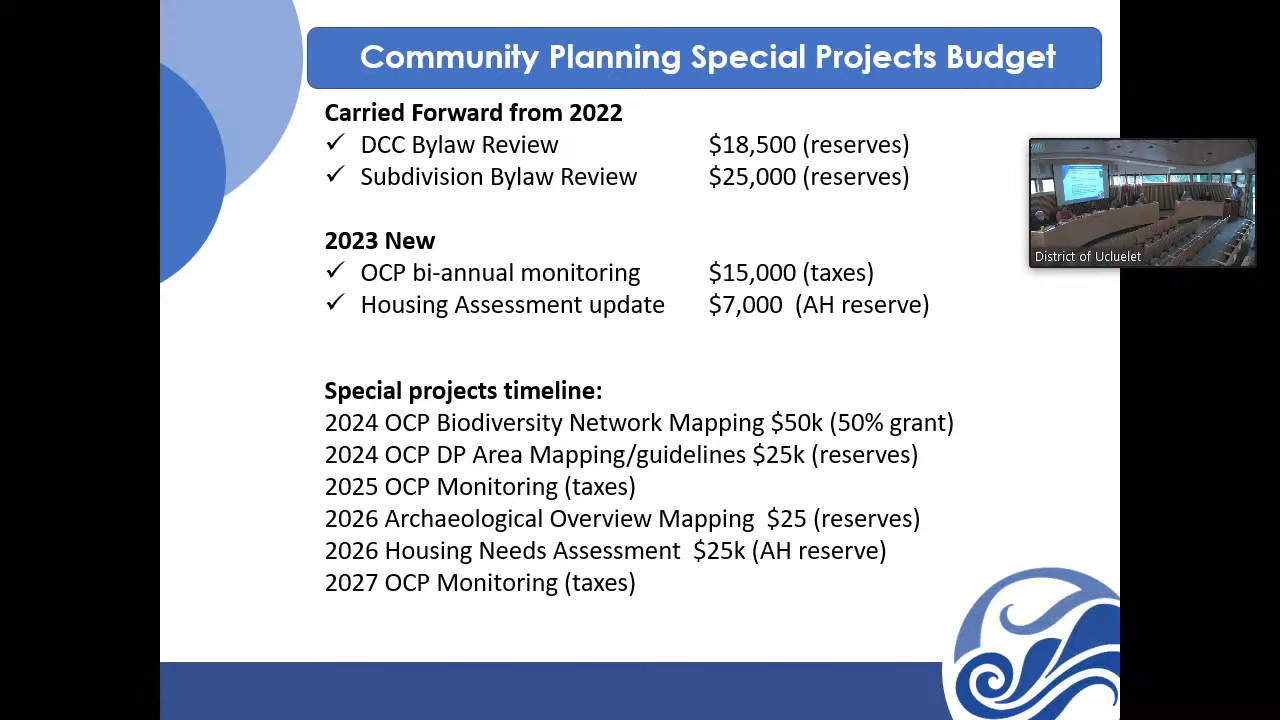 Community Planning Special Projects Budget
Carried Forward from 2022
✓ DCC Bylaw Review $18,500 (reserves)
✓ Subdivision Bylaw Review $25,000 (reserves)
2023 New
✓ OCP bi-annual monitoring $15,000 (taxes)
✓ Housing Assessment update $7,000 (AH reserve)
Special projects timeline:
2024 OCP Biodiversity Network Mapping $50k (50% grant)
2024 OCP DP Area Mapping/guidelines $25k (reserves)
2025 OCP Monitoring (taxes)
2026 Archaeological Overview Mapping $25 (reserves)
2026 Housing Needs Assessment $25k (AH reserve)
2027 OCP Monitoring (taxes)
District of Ucluelet